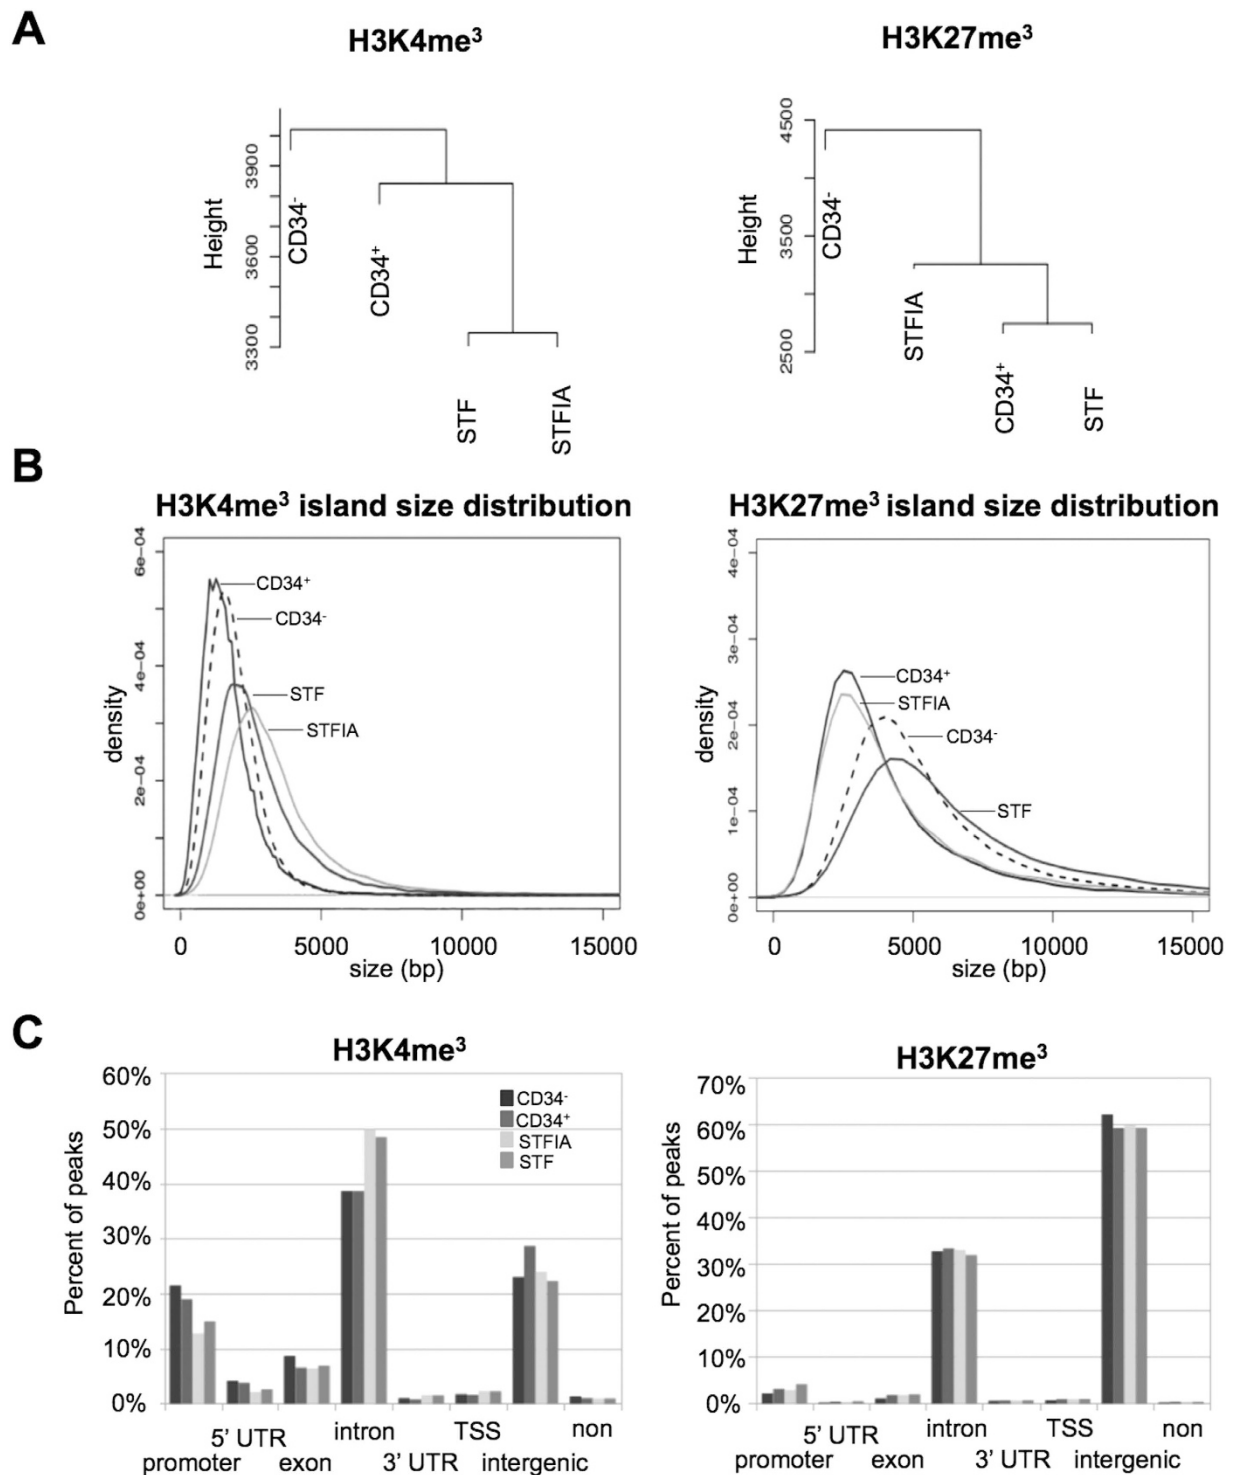 A
H3K4me³
H3K27me³
Height
3300 3600 3900
CD34⁻
CD34⁺
STF
STFIA
Height
2500 3500 4500
CD34⁻
STFIA
CD34⁺
STF
B
H3K4me³ island size distribution
density
0e+00 2e-04 4e-04 6e-04
CD34⁺
CD34⁻
STF
STFIA
0 5000 10000 15000
size (bp)
H3K27me³ island size distribution
density
0e+00 1e-04 2e-04 3e-04 4e-04
CD34⁺
STFIA
CD34⁻
STF
0 5000 10000 15000
size (bp)
C
H3K4me³
Percent of peaks
60%
50%
40%
30%
20%
10%
0%
CD34⁻
CD34⁺
STFIA
STF
5’ UTR intron TSS non
promoter exon 3’ UTR intergenic
H3K27me³
Percent of peaks
70%
60%
50%
40%
30%
20%
10%
0%
5’ UTR intron TSS non
promoter exon 3’ UTR intergenic